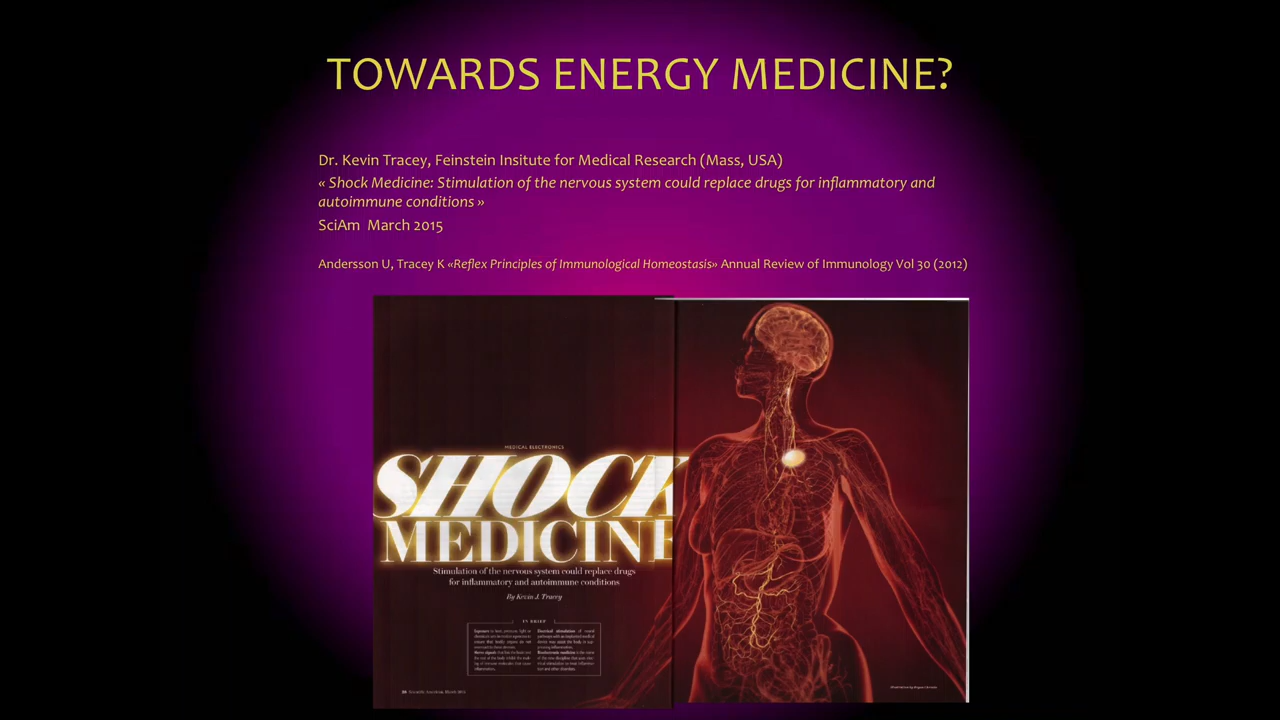 TOWARDS ENERGY MEDICINE?
Dr. Kevin Tracey, Feinstein Insitute for Medical Research (Mass, USA)
« Shock Medicine: Stimulation of the nervous system could replace drugs for inflammatory and
autoimmune conditions »
SciAm March 2015
Andersson U, Tracey K «Reflex Principles of Immunological Homeostasis» Annual Review of Immunology Vol 30 (2012)
MEDICAL ELECTRONICS
SHOCK
MEDICINE
Stimulation of the nervous system could replace drugs
for inflammatory and autoimmune conditions
By Kevin J. Tracey
IN BRIEF